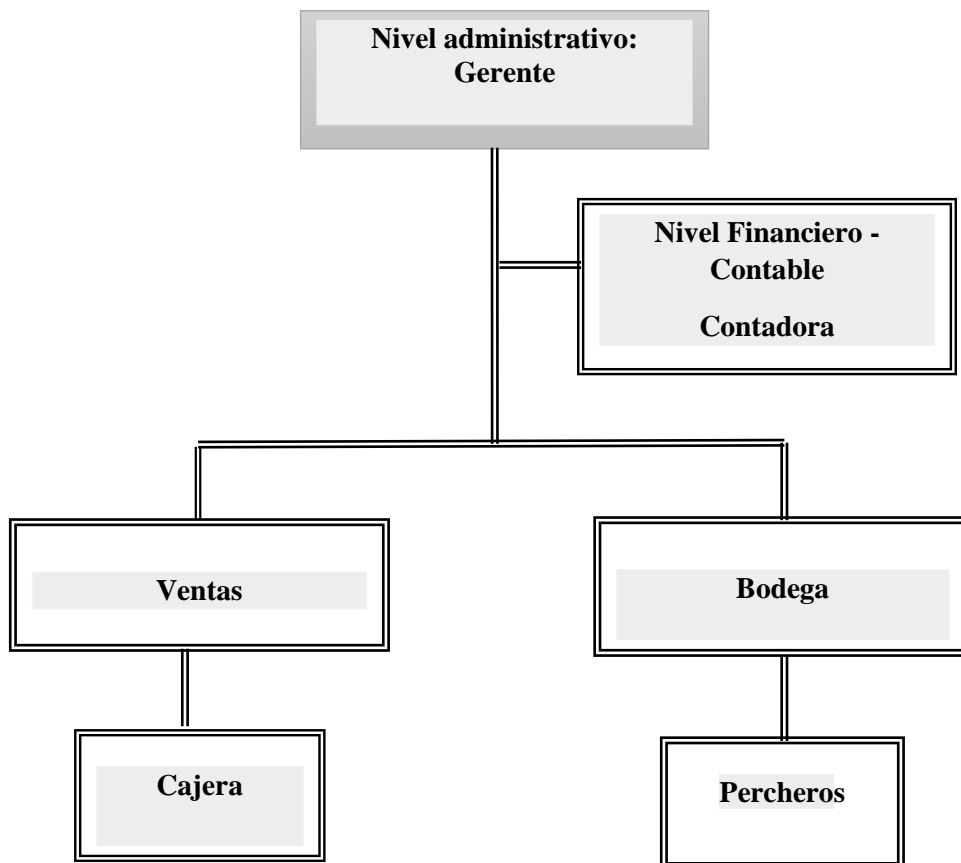 Nivel administrativo:
Gerente
Nivel Financiero -
Contable
Contadora
Ventas
Bodega
Cajera
Percheros